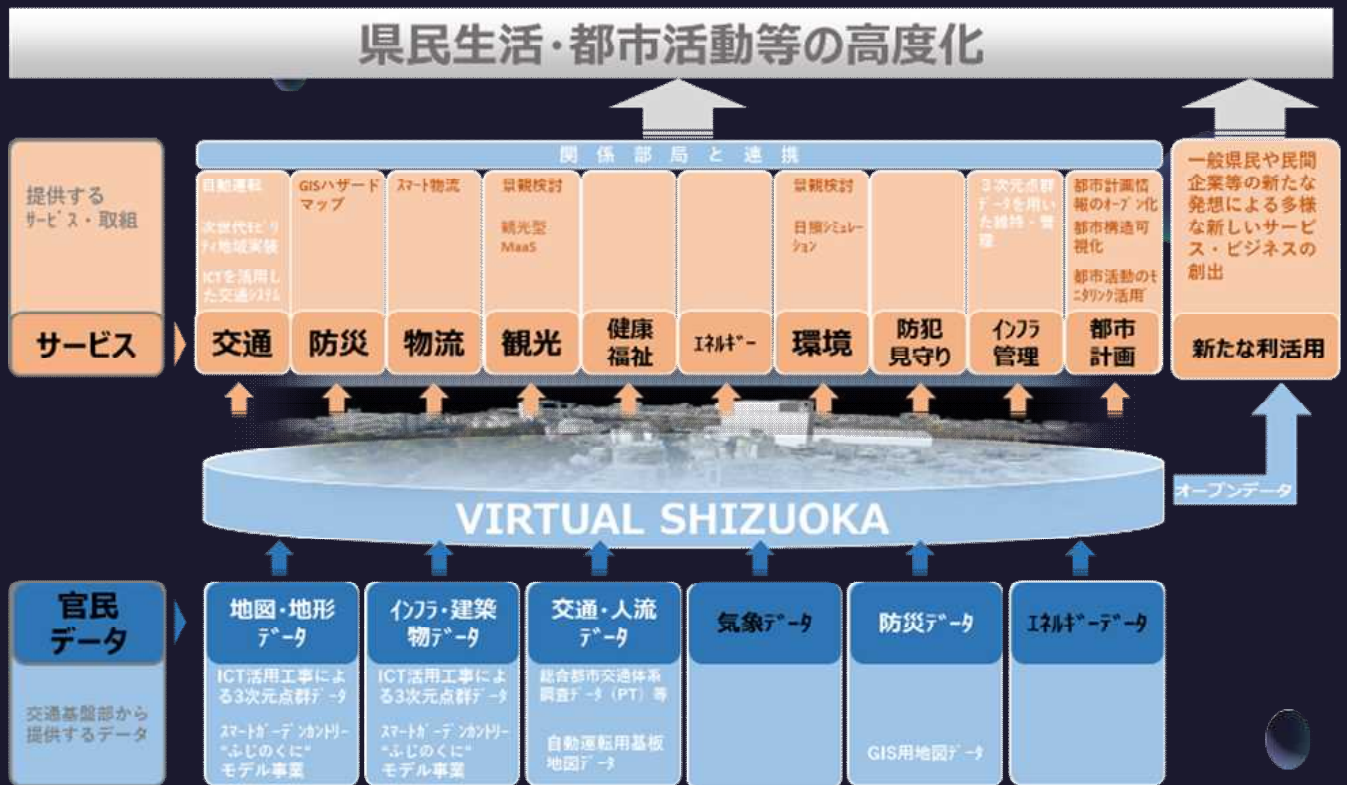 県民生活・都市活動等の高度化
関係部局と連携
提供する
ｻｰﾋﾞｽ・取組
サービス
自動運転
次世代ﾓﾋﾞﾘ
ﾃｨ地域実装
ICTを活用し
た交通ｼｽﾃﾑ
交通
GISハザード
マップ
防災
ｽﾏｰﾄ物流
物流
景観検討
観光型
MaaS
観光
健康
福祉
ｴﾈﾙｷﾞｰ
景観検討
日照ｼﾐｭﾚｰ
ｼｮﾝ
環境
防犯
見守り
３次元点群
データを用い
た維持・管
理
ｲﾝﾌﾗ
管理
都市計画情
報のｵｰﾌﾟﾝ化
都市構造可
視化
都市活動のﾓ
ﾆﾀﾘﾝｸﾞ活用
都市
計画
一般県民や民間
企業等の新たな
発想による多様
な新しいサービ
ス・ビジネスの
創出
新たな利活用
VIRTUAL SHIZUOKA
オープンデータ
官民
データ
交通基盤部から
提供するデータ
地図・地形
ﾃﾞｰﾀ
ICT活用工事によ
る3次元点群ﾃﾞｰﾀ
ｽﾏｰﾄｶﾞｰﾃﾞﾝｶﾝﾄﾘｰ
"ふじのくに"
モデル事業
ｲﾝﾌﾗ・建築
物ﾃﾞｰﾀ
ICT活用工事によ
る3次元点群ﾃﾞｰﾀ
ｽﾏｰﾄｶﾞｰﾃﾞﾝｶﾝﾄﾘｰ
"ふじのくに"
モデル事業
交通・人流
ﾃﾞｰﾀ
総合都市交通体系
調査ﾃﾞｰﾀ（PT）等
自動運転用基板
地図ﾃﾞｰﾀ
気象ﾃﾞｰﾀ
防災ﾃﾞｰﾀ
GIS用地図ﾃﾞｰﾀ
ｴﾈﾙｷﾞｰﾃﾞｰﾀ